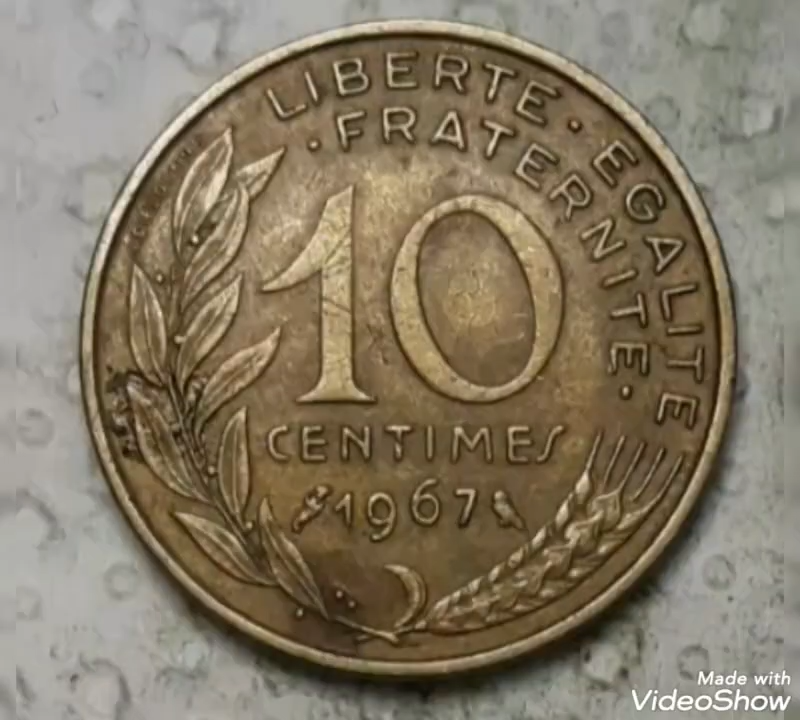 LIBERTE · EGALITE
· FRATERNITE ·
10
CENTIMES
1967
Made with
VideoShow